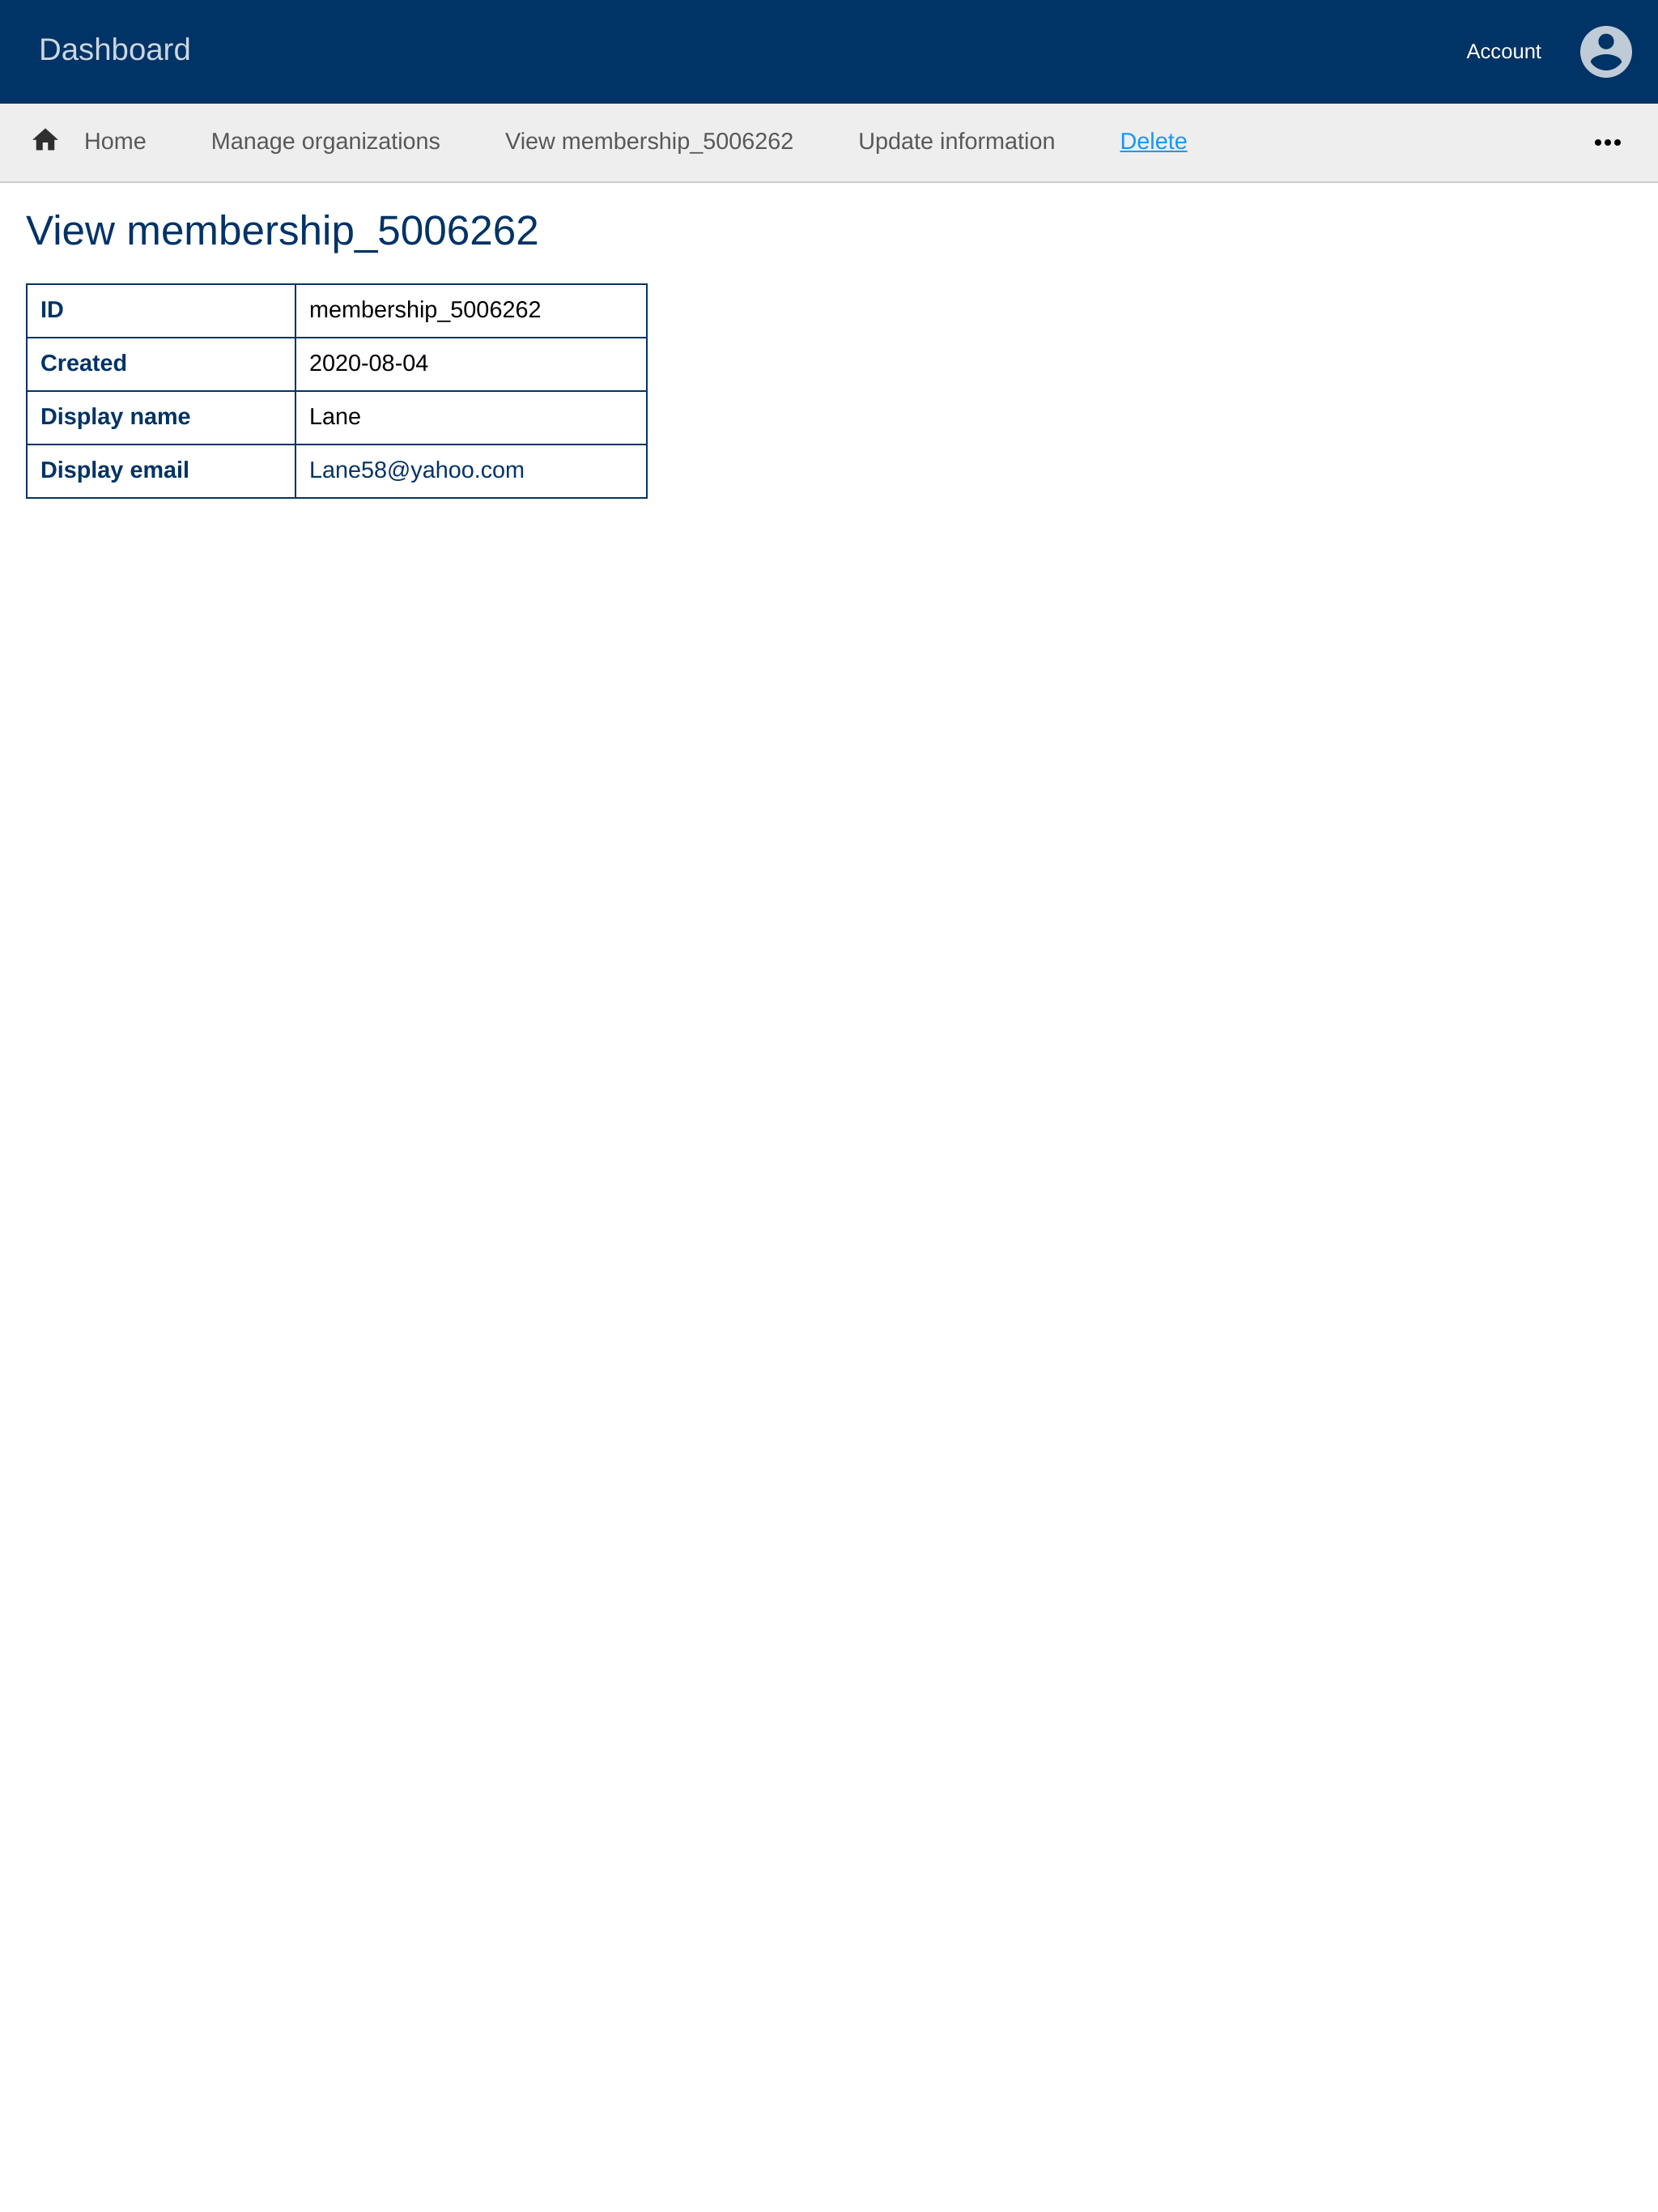 Dashboard
Account
Home Manage organizations View membership_5006262 Update information Delete
View membership_5006262
ID membership_5006262
Created 2020-08-04
Display name Lane
Display email Lane58@yahoo.com